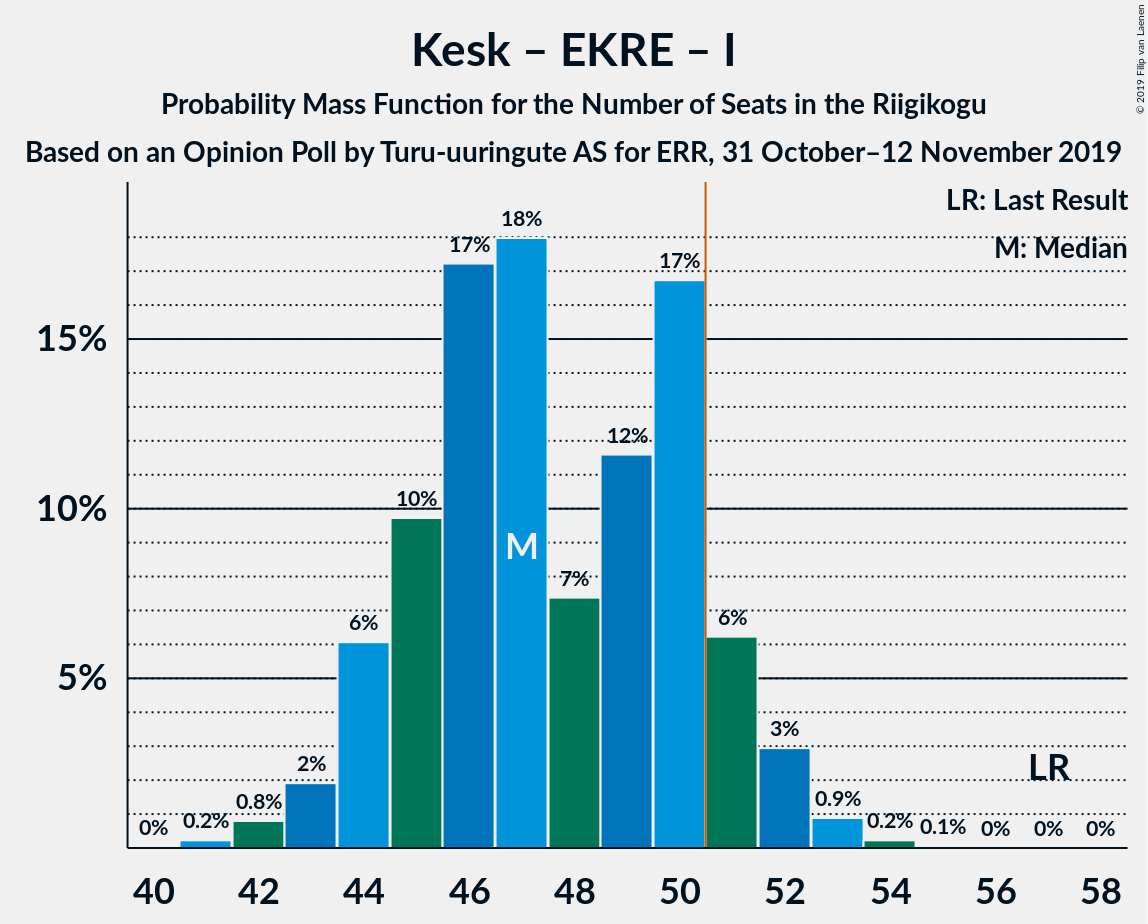 Kesk – EKRE – I
Probability Mass Function for the Number of Seats in the Riigikogu
Based on an Opinion Poll by Turu-uuringute AS for ERR, 31 October–12 November 2019
© 2019 Filip van Laenen
LR: Last Result
M: Median
15%
10%
5%
0%
0.2%
0.8%
2%
6%
10%
17%
18%
7%
12%
17%
6%
3%
0.9%
0.2%
0.1%
0%
0%
0%
M
LR
40 42 44 46 48 50 52 54 56 58